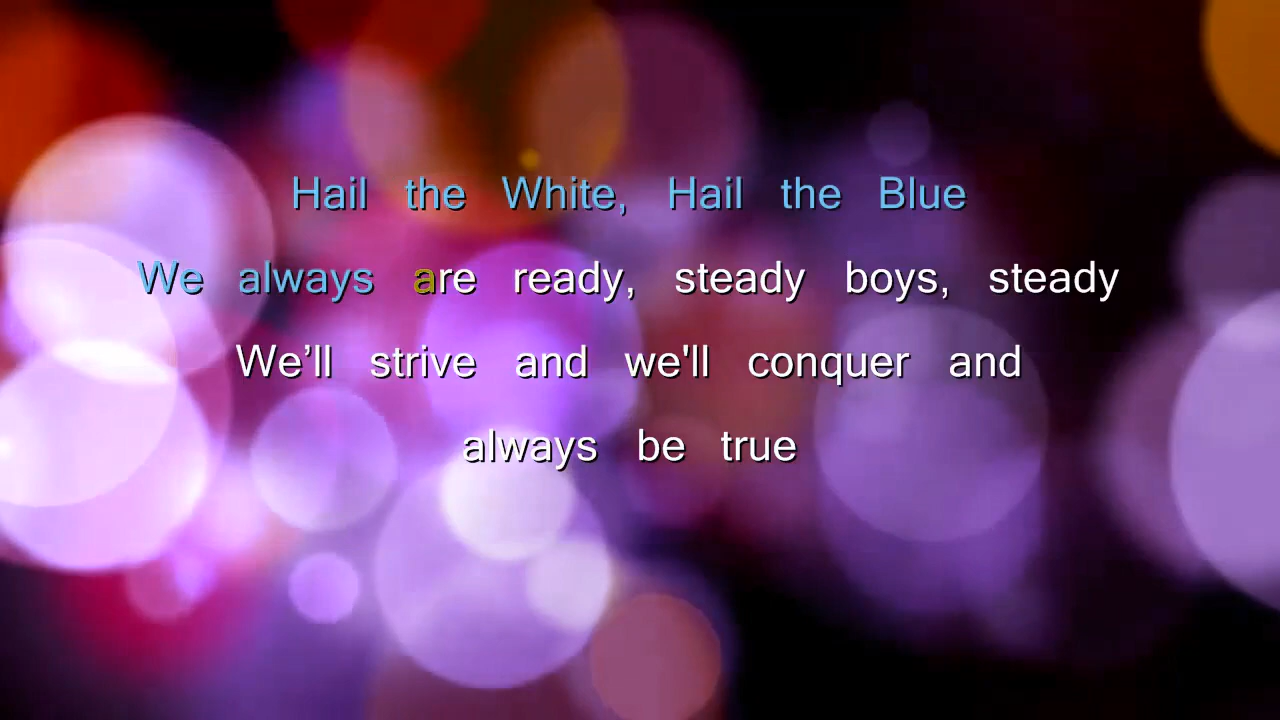 Hail the White, Hail the Blue
We always are ready, steady boys, steady
We’ll strive and we'll conquer and
always be true